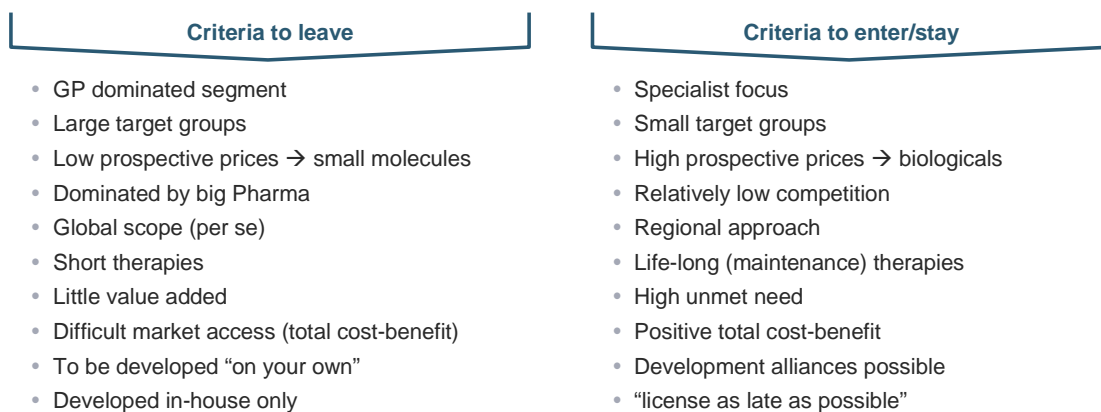 Criteria to leave
• GP dominated segment
• Large target groups
• Low prospective prices → small molecules
• Dominated by big Pharma
• Global scope (per se)
• Short therapies
• Little value added
• Difficult market access (total cost-benefit)
• To be developed “on your own”
• Developed in-house only
Criteria to enter/stay
• Specialist focus
• Small target groups
• High prospective prices → biologicals
• Relatively low competition
• Regional approach
• Life-long (maintenance) therapies
• High unmet need
• Positive total cost-benefit
• Development alliances possible
• “license as late as possible”